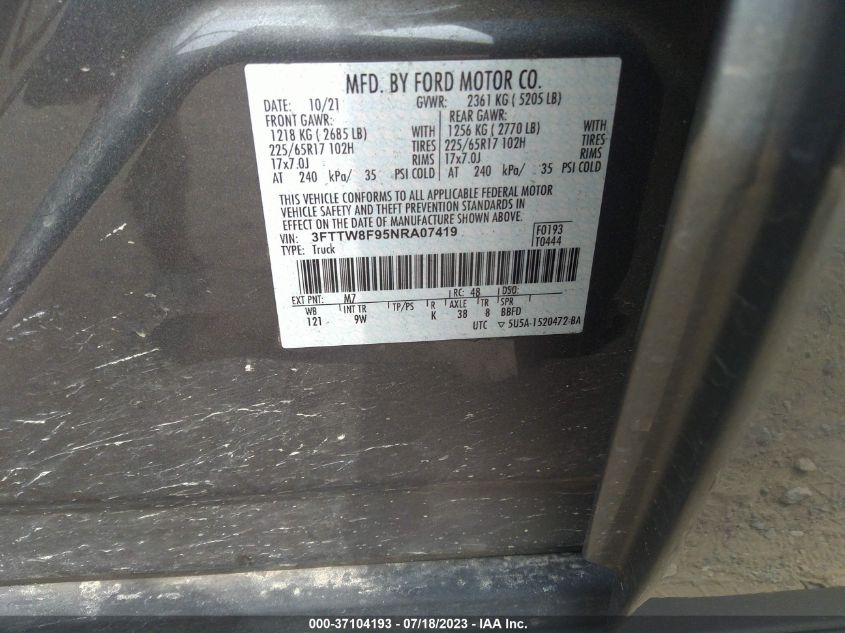 MFD. BY FORD MOTOR CO.
DATE: 10/21 GVWR: 2361 KG ( 5205 LB)
FRONT GAWR: REAR GAWR:
1218 KG ( 2685 LB) WITH 1256 KG ( 2770 LB) WITH
225/65R17 102H TIRES 225/65R17 102H TIRES
17x7.0J RIMS 17x7.0J RIMS
AT 240 kPa/ 35 PSI COLD AT 240 kPa/ 35 PSI COLD
THIS VEHICLE CONFORMS TO ALL APPLICABLE FEDERAL MOTOR
VEHICLE SAFETY AND THEFT PREVENTION STANDARDS IN
EFFECT ON THE DATE OF MANUFACTURE SHOWN ABOVE.
VIN: 3FTTW8F95NRA07419 F0193
TYPE: Truck T0444
EXT PNT: M7 RC: 48 DSO:
WB INT TR TP/PS R AXLE TR SPR
121 9W K 38 8 BBFD
UTC 5U5A-1520472-BA
000-37104193 - 07/18/2023 - IAA Inc.